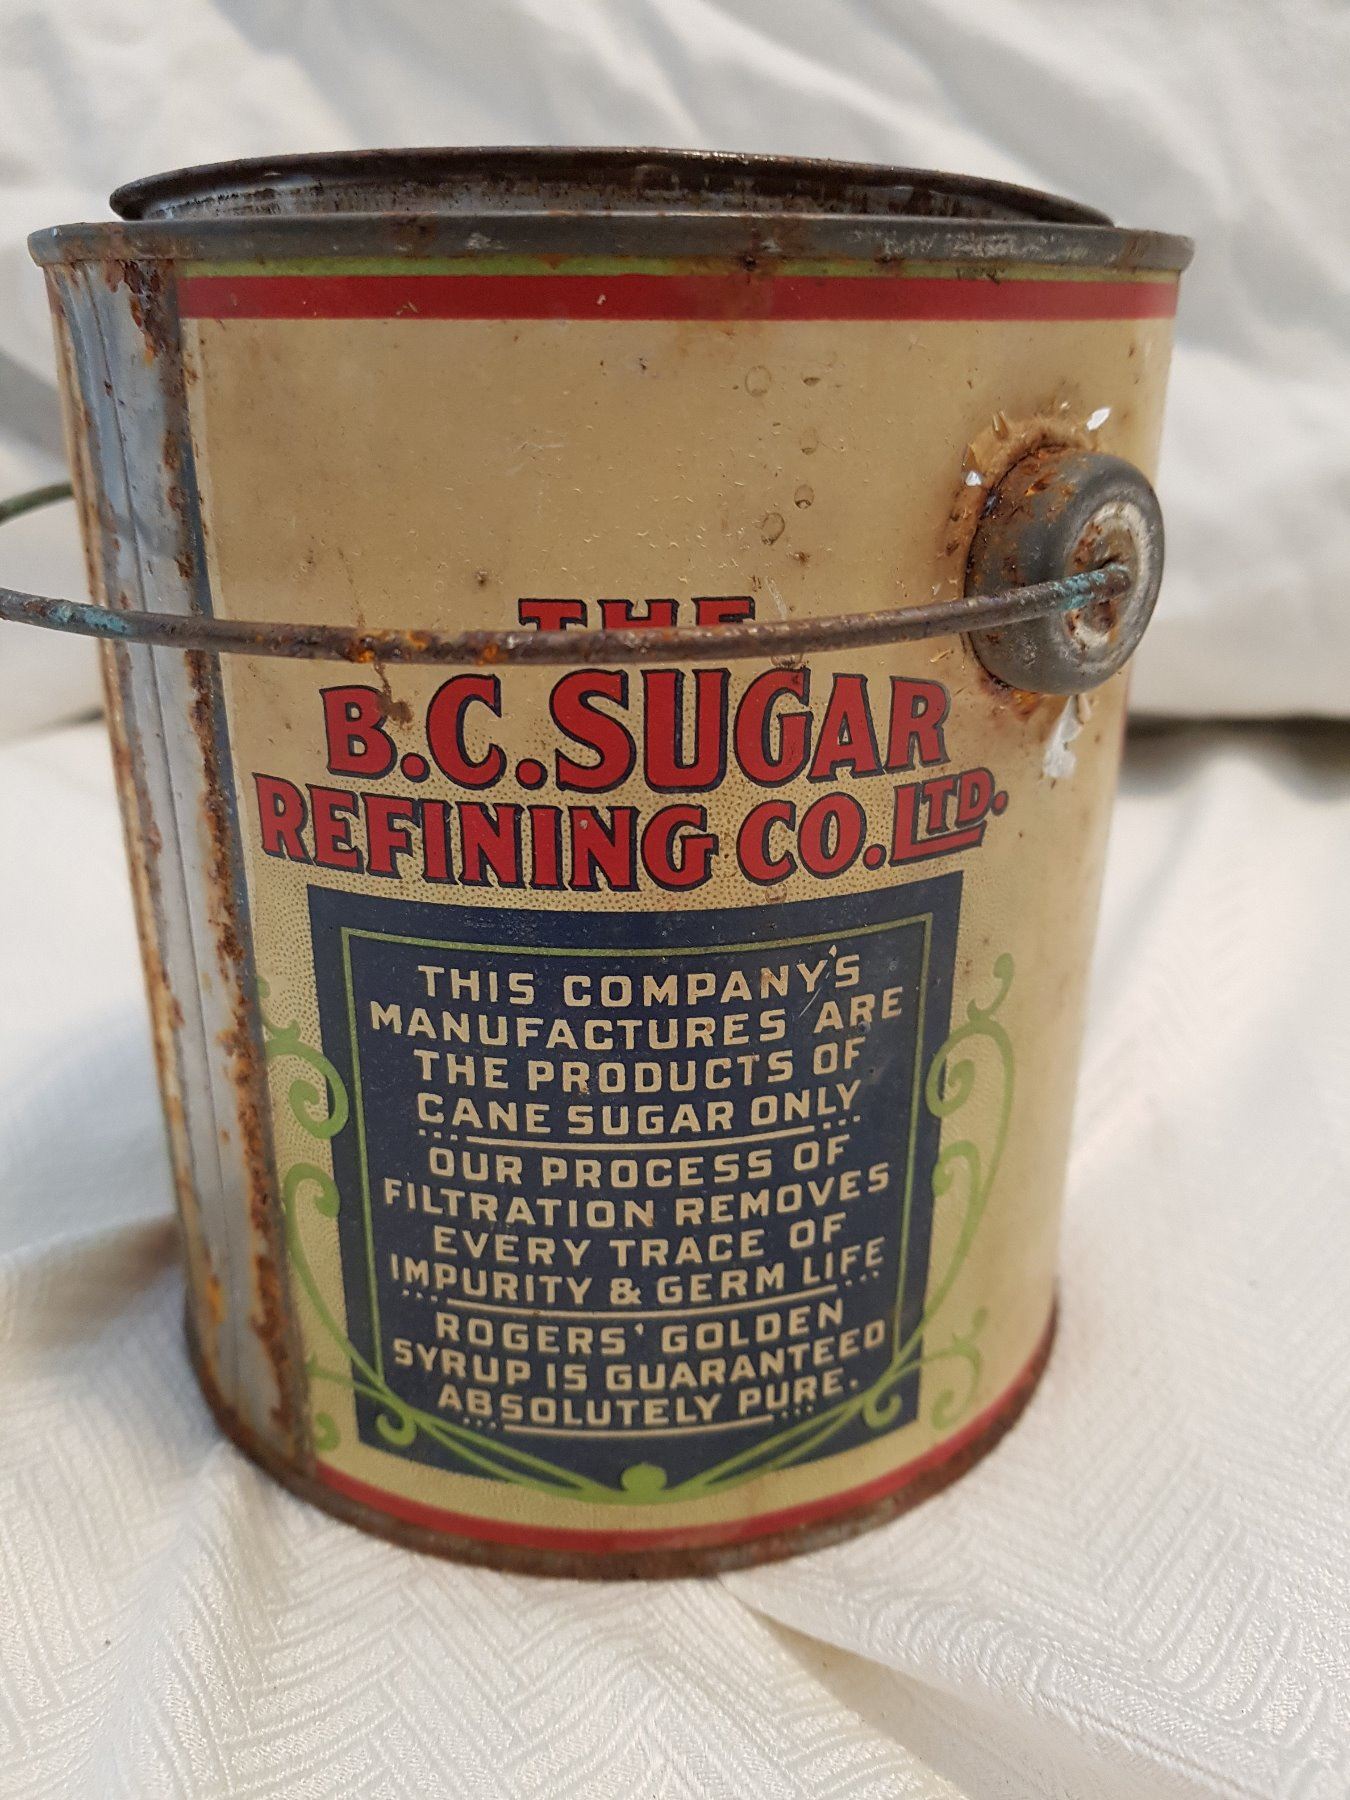 THE
B.C. SUGAR
REFINING CO. LTD.
THIS COMPANY'S
MANUFACTURES ARE
THE PRODUCTS OF
CANE SUGAR ONLY
OUR PROCESS OF
FILTRATION REMOVES
EVERY TRACE OF
IMPURITY & GERM LIFE
ROGERS' GOLDEN
SYRUP IS GUARANTEED
ABSOLUTELY PURE.